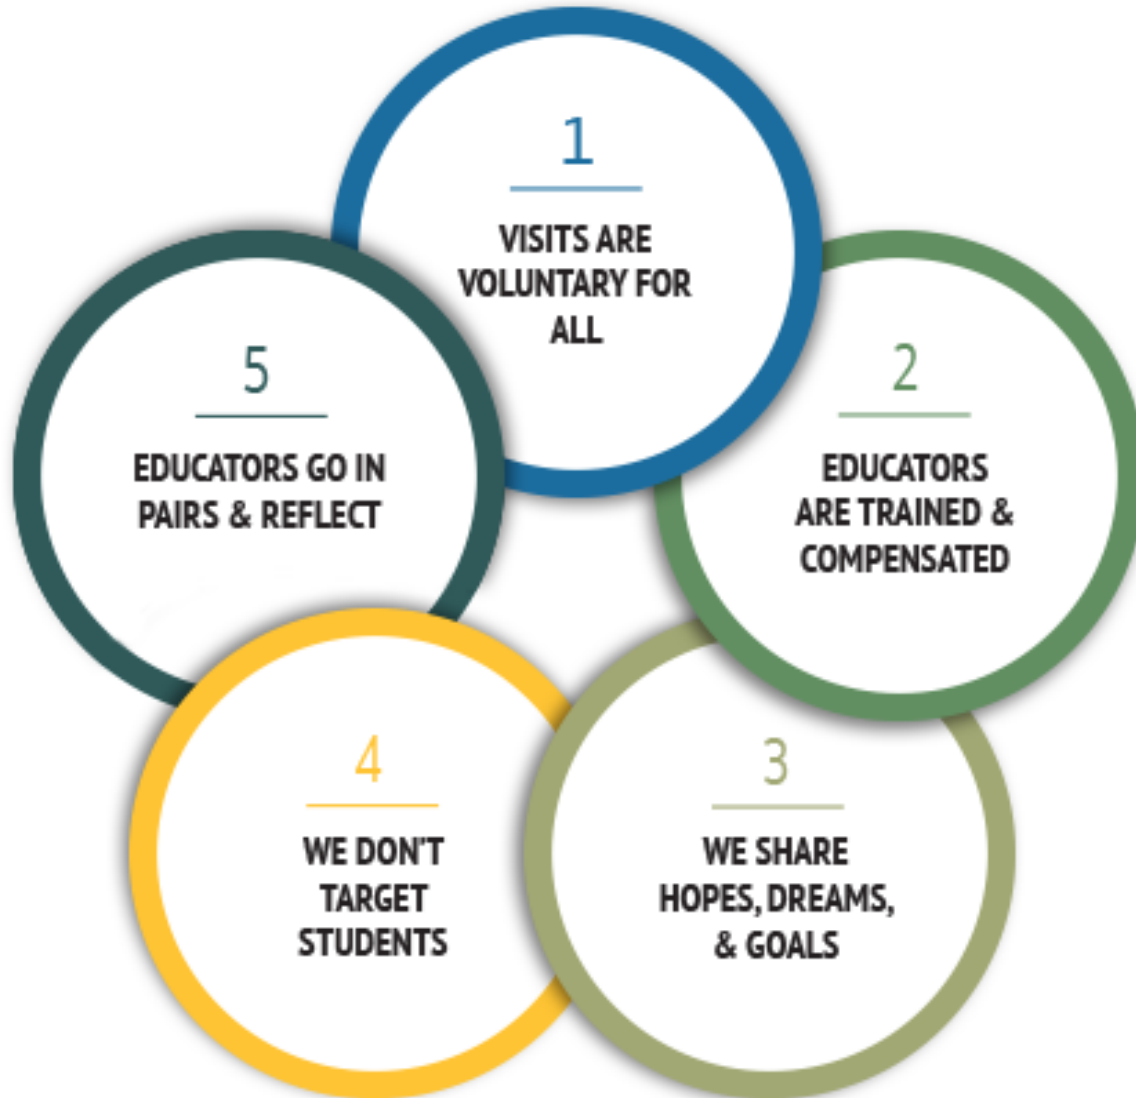 1
VISITS ARE
VOLUNTARY FOR
ALL
2
EDUCATORS
ARE TRAINED &
COMPENSATED
3
WE SHARE
HOPES, DREAMS,
& GOALS
4
WE DON'T
TARGET
STUDENTS
5
EDUCATORS GO IN
PAIRS & REFLECT